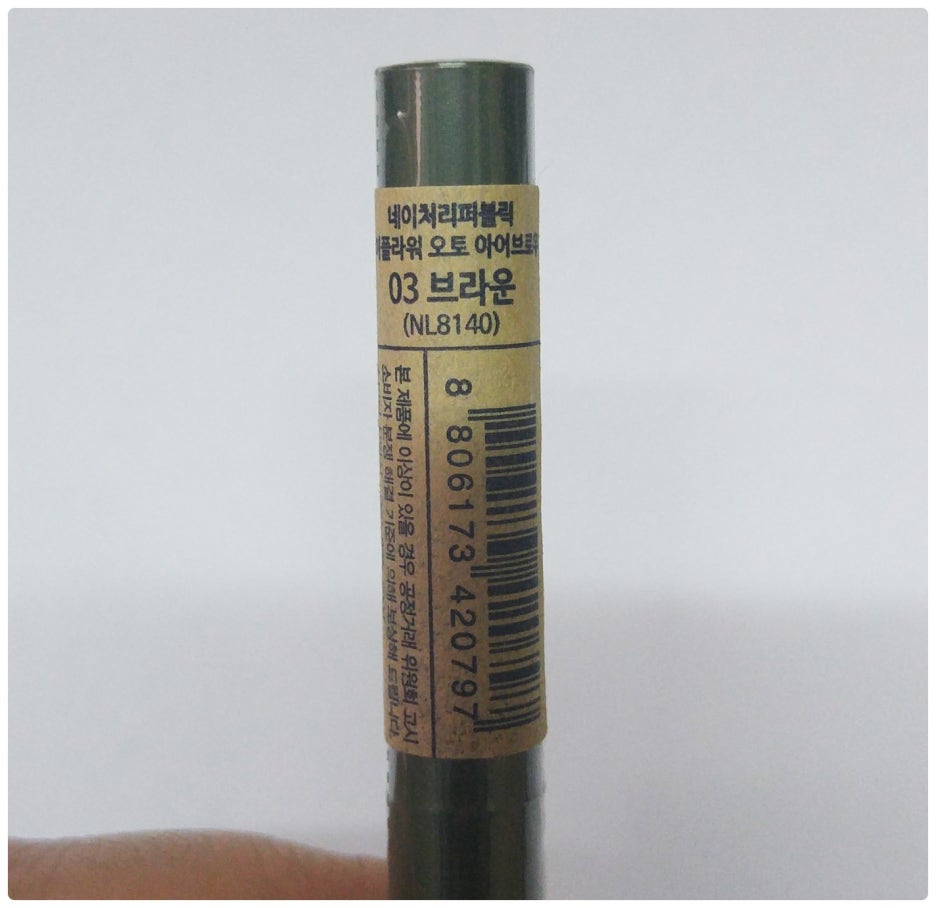 네이처리퍼블릭
플라워 오토 아이브로우
03 브라운
(NL8140)
8 806173 420797
본 제품에 이상이 있을 경우 공정거래 위원회 고시
소비자 분쟁 해결 기준에 의해 보상해 드립니다.